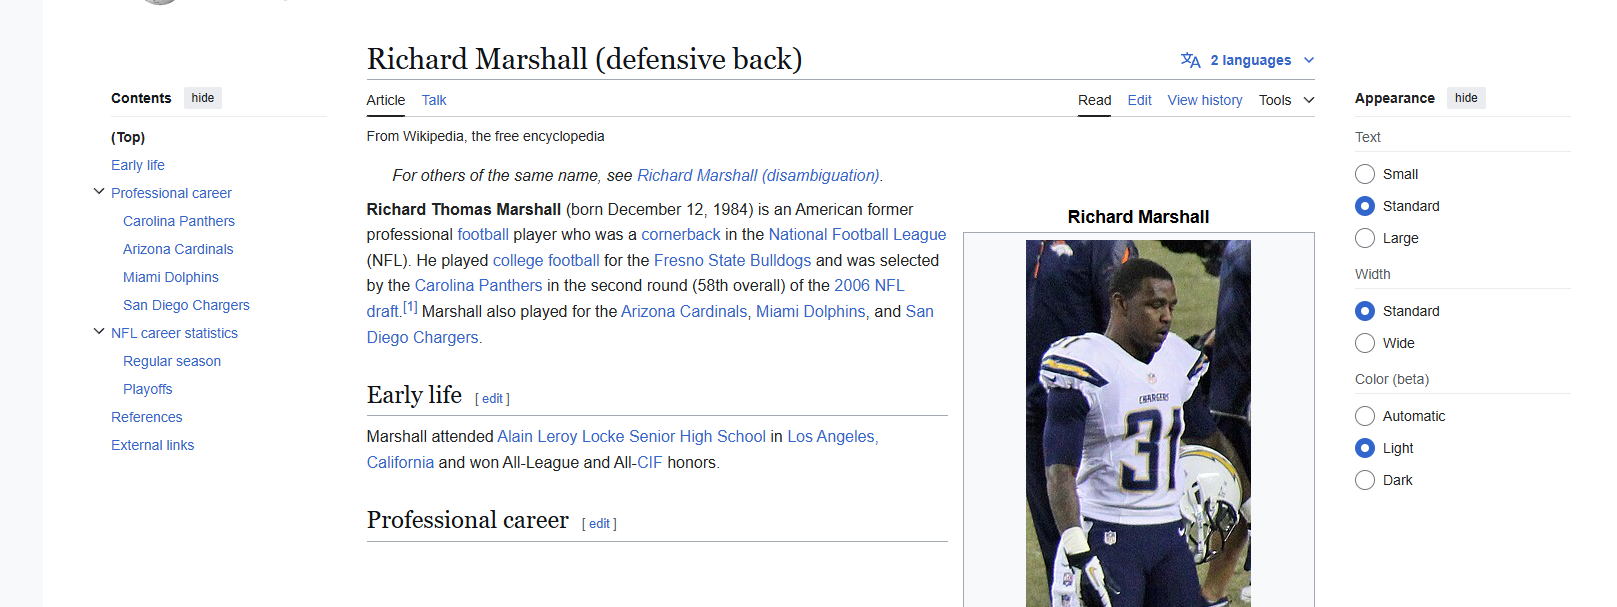 Richard Marshall (defensive back)
2 languages
Contents hide
(Top)
Early life
Professional career
Carolina Panthers
Arizona Cardinals
Miami Dolphins
San Diego Chargers
NFL career statistics
Regular season
Playoffs
References
External links
Article Talk
Read Edit View history Tools
From Wikipedia, the free encyclopedia
For others of the same name, see Richard Marshall (disambiguation).
Richard Thomas Marshall (born December 12, 1984) is an American former
professional football player who was a cornerback in the National Football League
(NFL). He played college football for the Fresno State Bulldogs and was selected
by the Carolina Panthers in the second round (58th overall) of the 2006 NFL
draft.[1] Marshall also played for the Arizona Cardinals, Miami Dolphins, and San
Diego Chargers.
Early life [ edit ]
Marshall attended Alain Leroy Locke Senior High School in Los Angeles,
California and won All-League and All-CIF honors.
Professional career [ edit ]
Richard Marshall
31
CHARGERS
31
Appearance hide
Text
Small
Standard
Large
Width
Standard
Wide
Color (beta)
Automatic
Light
Dark